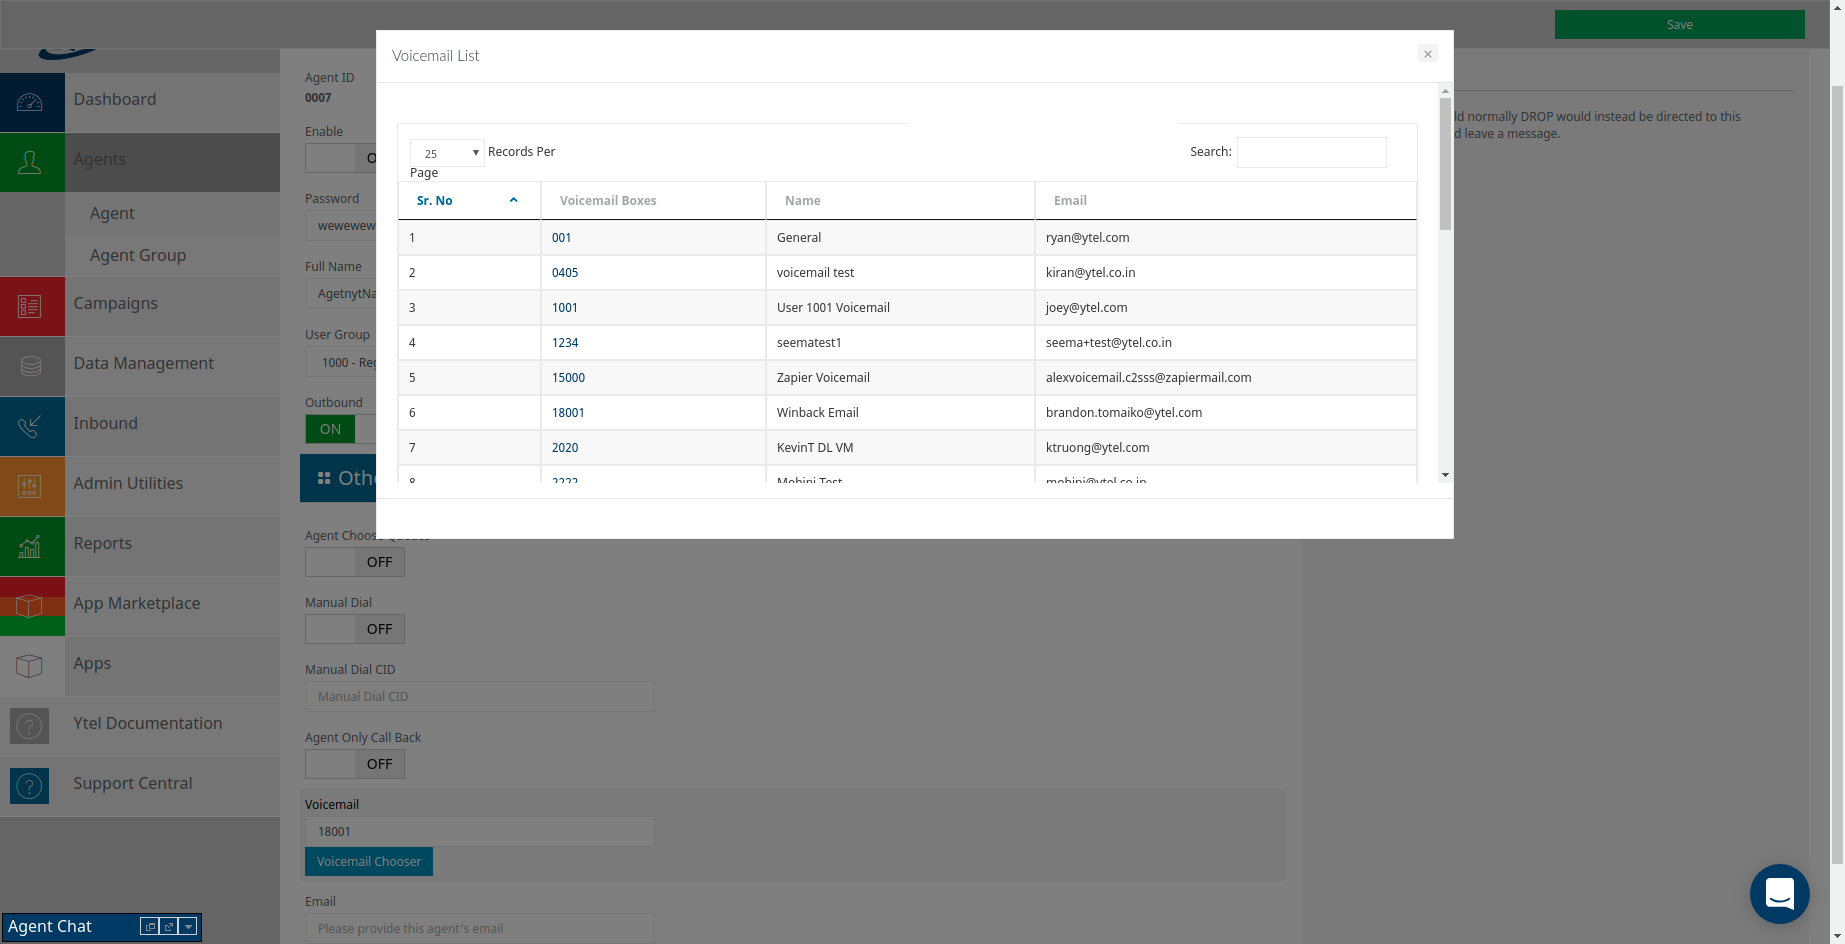 Save
Voicemail List
×
Dashboard
Agents
Agent
Agent Group
Campaigns
Data Management
Inbound
Admin Utilities
Reports
App Marketplace
Apps
Ytel Documentation
Support Central
Agent Chat
Agent ID
0007
Enable
Password
wewewew
Full Name
AgetnytNa
User Group
1000 - Reg
Outbound
ON
Othe
25
Records Per
Page
Search:
Sr. No Voicemail Boxes Name Email
1 001 General ryan@ytel.com
2 0405 voicemail test kiran@ytel.co.in
3 1001 User 1001 Voicemail joey@ytel.com
4 1234 seematest1 seema+test@ytel.co.in
5 15000 Zapier Voicemail alexvoicemail.c2sss@zapiermail.com
6 18001 Winback Email brandon.tomaiko@ytel.com
7 2020 KevinT DL VM ktruong@ytel.com
8 2222 Mohini Test mohini@ytel.co.in
ld normally DROP would instead be directed to this
d leave a message.
Agent Choose Queues
OFF
Manual Dial
OFF
Manual Dial CID
Manual Dial CID
Agent Only Call Back
OFF
Voicemail
18001
Voicemail Chooser
Email
Please provide this agent's email